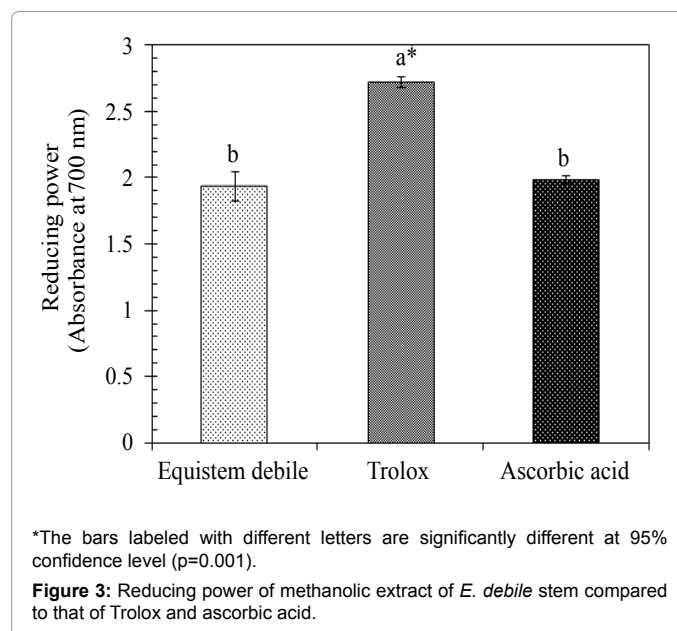 3
a*
2.5
b
b
2
1.5
1
0.5
0
Reducing power
(Absorbance at 700 nm)
Equistem debile
Trolox
Ascorbic acid
*The bars labeled with different letters are significantly different at 95%
confidence level (p=0.001).
Figure 3: Reducing power of methanolic extract of E. debile stem compared
to that of Trolox and ascorbic acid.